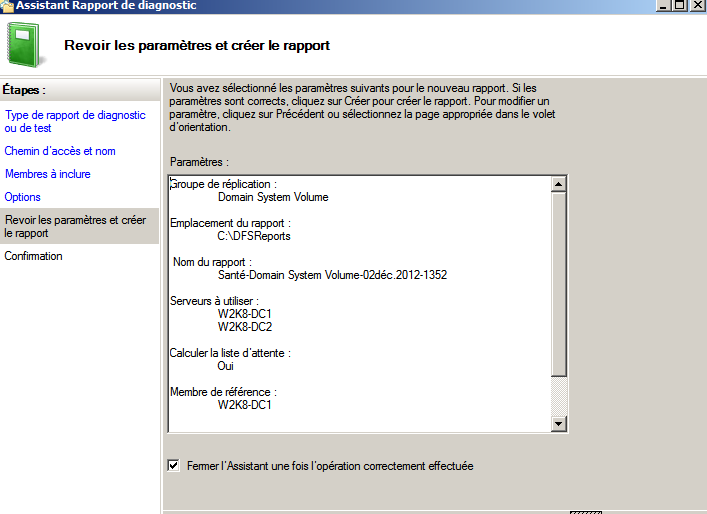 Assistant Rapport de diagnostic
Revoir les paramètres et créer le rapport
Étapes :
Type de rapport de diagnostic
ou de test
Chemin d'accès et nom
Membres à inclure
Options
Revoir les paramètres et créer
le rapport
Confirmation
Vous avez sélectionné les paramètres suivants pour le nouveau rapport. Si les
paramètres sont corrects, cliquez sur Créer pour créer le rapport. Pour modifier un
paramètre, cliquez sur Précédent ou sélectionnez la page appropriée dans le volet
d'orientation.
Paramètres :
Groupe de réplication :
Domain System Volume
Emplacement du rapport :
C:\DFSReports
Nom du rapport :
Santé-Domain System Volume-02déc.2012-1352
Serveurs à utiliser :
W2K8-DC1
W2K8-DC2
Calculer la liste d'attente :
Oui
Membre de référence :
W2K8-DC1
Fermer l'Assistant une fois l'opération correctement effectuée